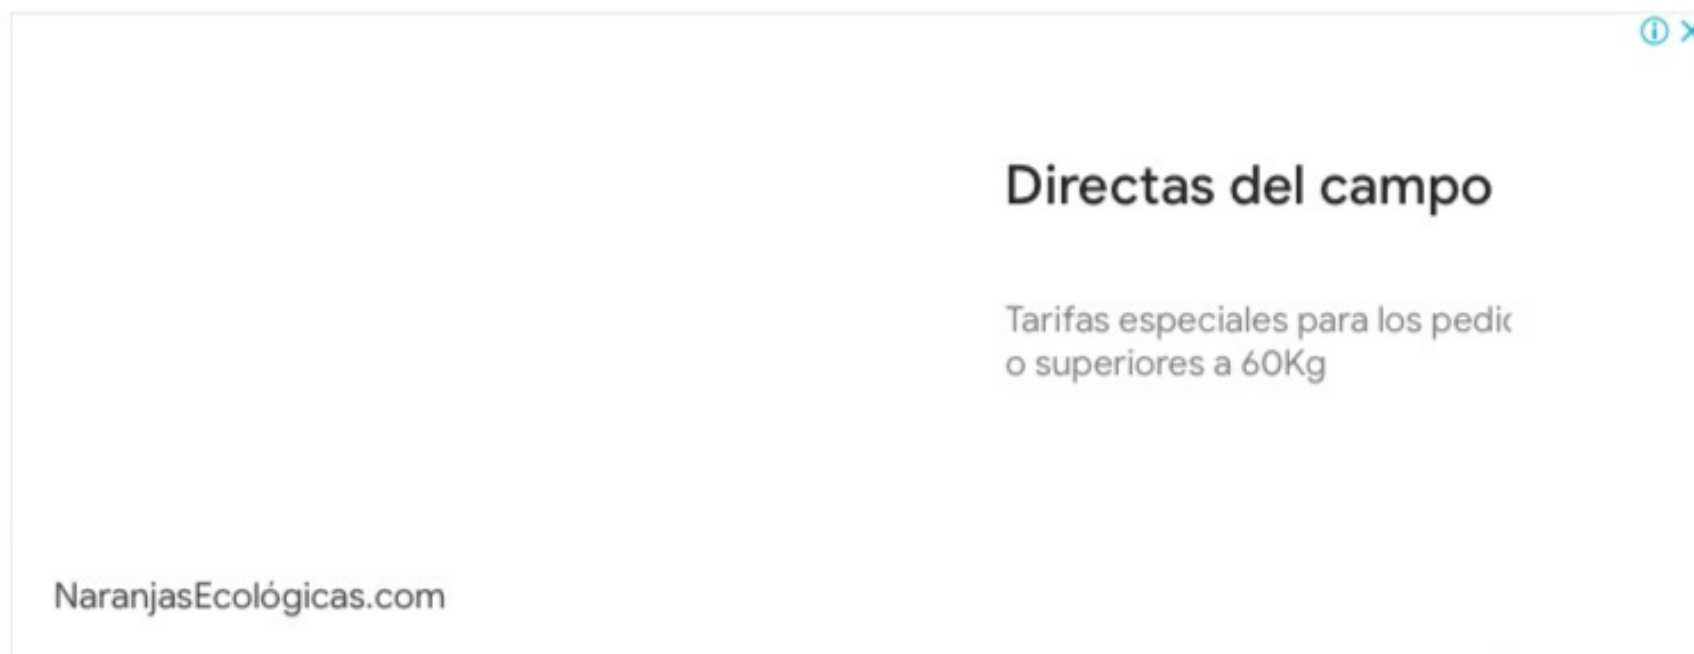 Directas del campo
Tarifas especiales para los
o superiores a 60Kg
NaranjasEcológicas.com